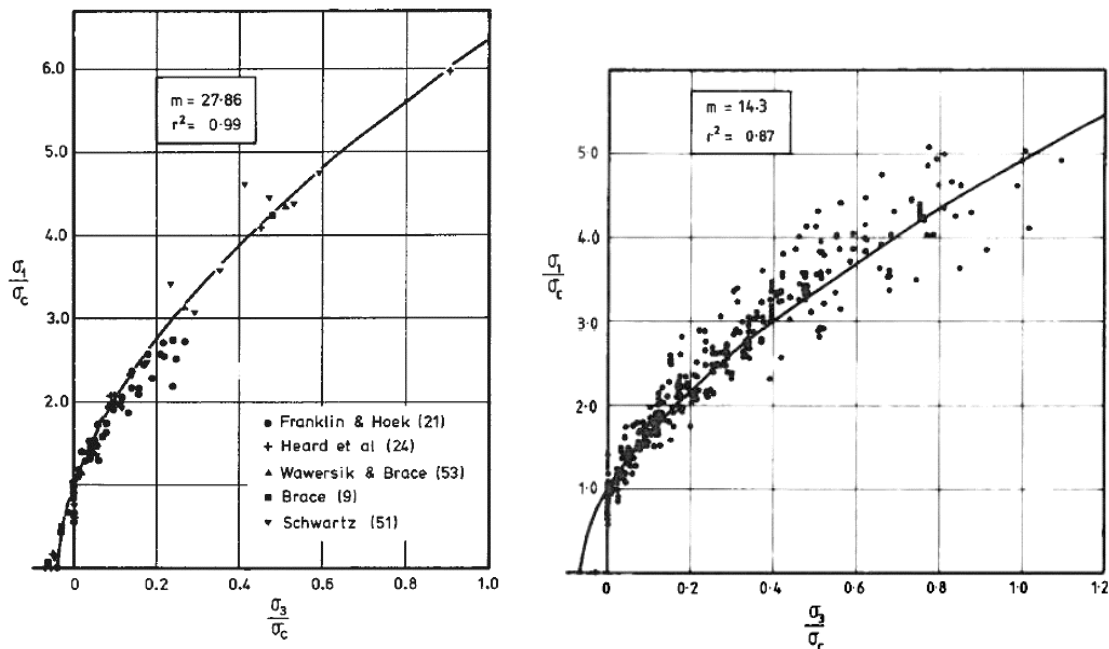 6.0
5.0
4.0
3.0
2.0
1.0
σ1
σc
m = 27·86
r² = 0·99
Franklin & Hoek (21)
Heard et al (24)
Wawersik & Brace (53)
Brace (9)
Schwartz (51)
0 0.2 0.4 0.6 0.8 1.0
σ3
σc
5·0
4·0
3·0
2·0
1·0
σ1
σc
m = 14·3
r² = 0·87
0 0·2 0·4 0·6 0·8 1·0 1·2
σ3
σc